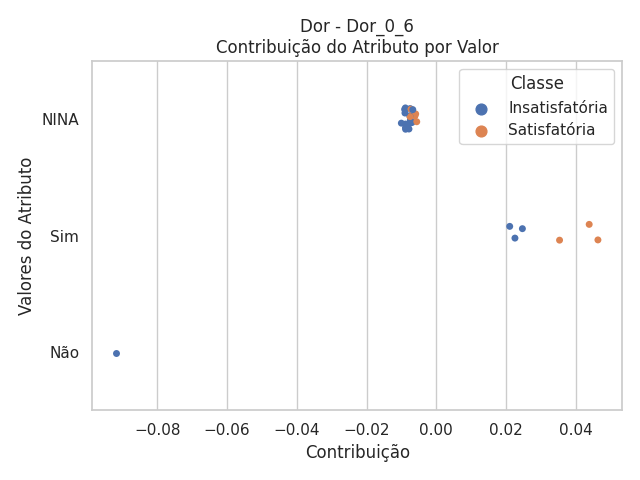 Dor - Dor_0_6
Contribuição do Atributo por Valor
Classe
Insatisfatória
Satisfatória
Valores do Atributo
NINA
Sim
Não
−0.08 −0.06 −0.04 −0.02 0.00 0.02 0.04
Contribuição